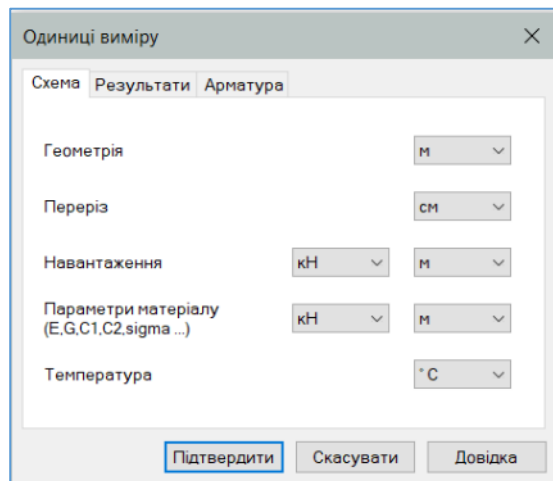 Одиниці виміру
Схема Результати Арматура
Геометрія м
Переріз см
Навантаження кН м
Параметри матеріалу
(E,G,C1,C2,sigma ...) кН м
Температура °C
Підтвердити Скасувати Довідка